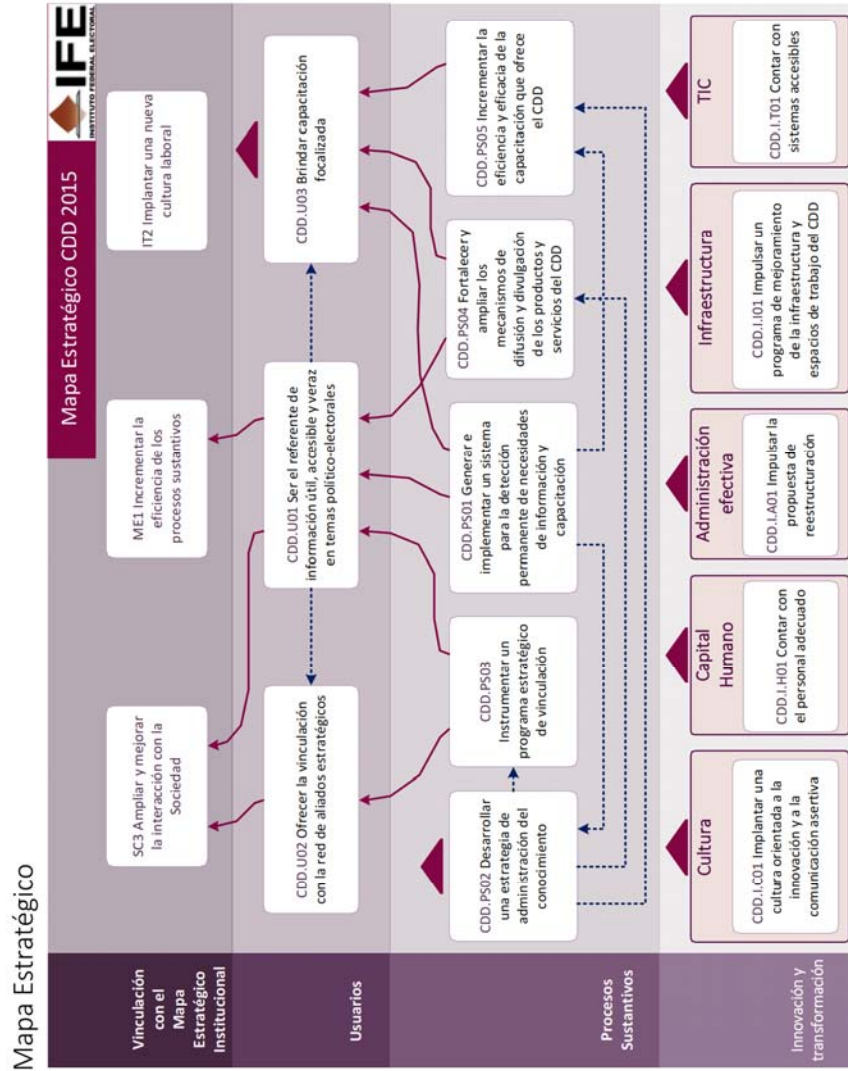 Mapa Estratégico
Mapa Estratégico CDD 2015
IFE
INSTITUTO FEDERAL ELECTORAL
Vinculación
con el
Mapa
Estratégico
Institucional
SC3 Ampliar y mejorar
la interacción con la
Sociedad
ME1 Incrementar la
eficiencia de los
procesos sustantivos
IT2 Implantar una nueva
cultura laboral
Usuarios
CDD.U02 Ofrecer la vinculación
con la red de aliados estratégicos
CDD.U01 Ser el referente de
información útil, accesible y veraz
en temas político-electorales
CDD.U03 Brindar capacitación
focalizada
Procesos
Sustantivos
CDD.PS02 Desarrollar
una estrategia de
administración del
conocimiento
CDD.PS03
Instrumentar un
programa estratégico
de vinculación
CDD.PS01 Generar e
implementar un sistema
para la detección
permanente de necesidades
de información y
capacitación
CDD.PS04 Fortalecer y
ampliar los
mecanismos de
difusión y divulgación
de los productos y
servicios del CDD
CDD.PS05 Incrementar la
eficiencia y eficacia de la
capacitación que ofrece
el CDD
Innovación y
transformación
Cultura
CDD.I.C01 Implantar una
cultura orientada a la
innovación y a la
comunicación asertiva
Capital
Humano
CDD.I.H01 Contar con
el personal adecuado
Administración
efectiva
CDD.I.A01 Impulsar la
propuesta de
reestructuración
Infraestructura
CDD.I.I01 Impulsar un
programa de mejoramiento
de la infraestructura y
espacios de trabajo del CDD
TIC
CDD.I.T01 Contar con
sistemas accesibles